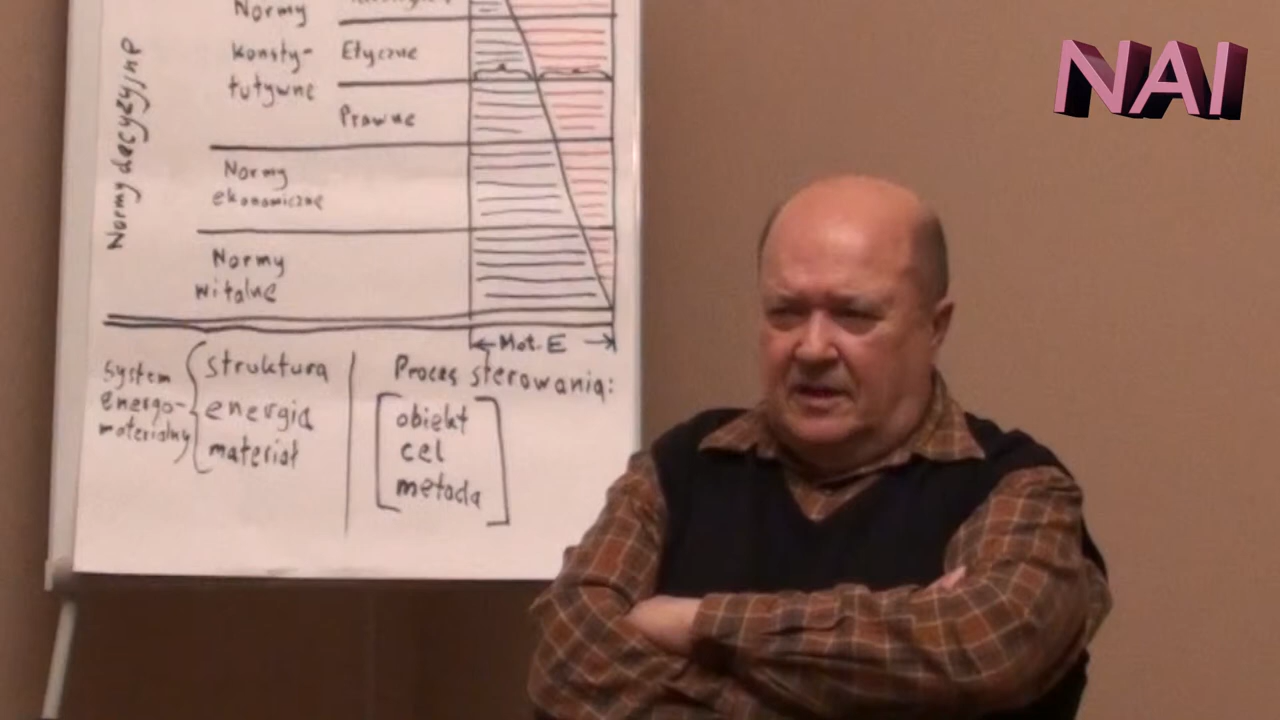 NAI
Normy
konsty-
tutywne
Etyczne
Prawne
Normy decyzyjne
Normy
ekonomiczne
Normy
witalne
Mot. E
System
energo-
materialny
struktura
energia
materiał
Proces sterowania:
obiekt
cel
metoda